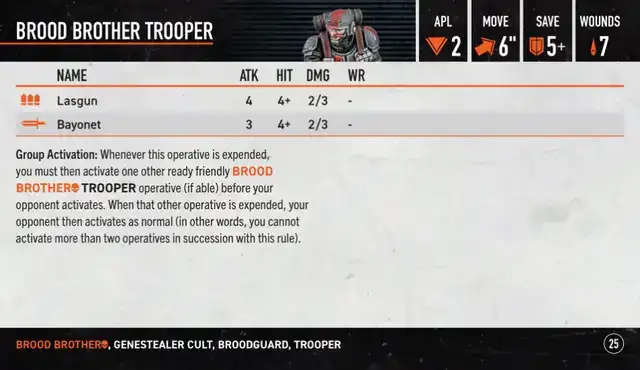 BROOD BROTHER TROOPER
APL MOVE SAVE WOUNDS
2 6" 5+ 7
NAME ATK HIT DMG WR
Lasgun 4 4+ 2/3 -
Bayonet 3 4+ 2/3 -
Group Activation: Whenever this operative is expended,
you must then activate one other ready friendly BROOD
BROTHER TROOPER operative (if able) before your
opponent activates. When that other operative is expended, your
opponent then activates as normal (in other words, you cannot
activate more than two operatives in succession with this rule).
BROOD BROTHER, GENESTEALER CULT, BROODGUARD, TROOPER
25